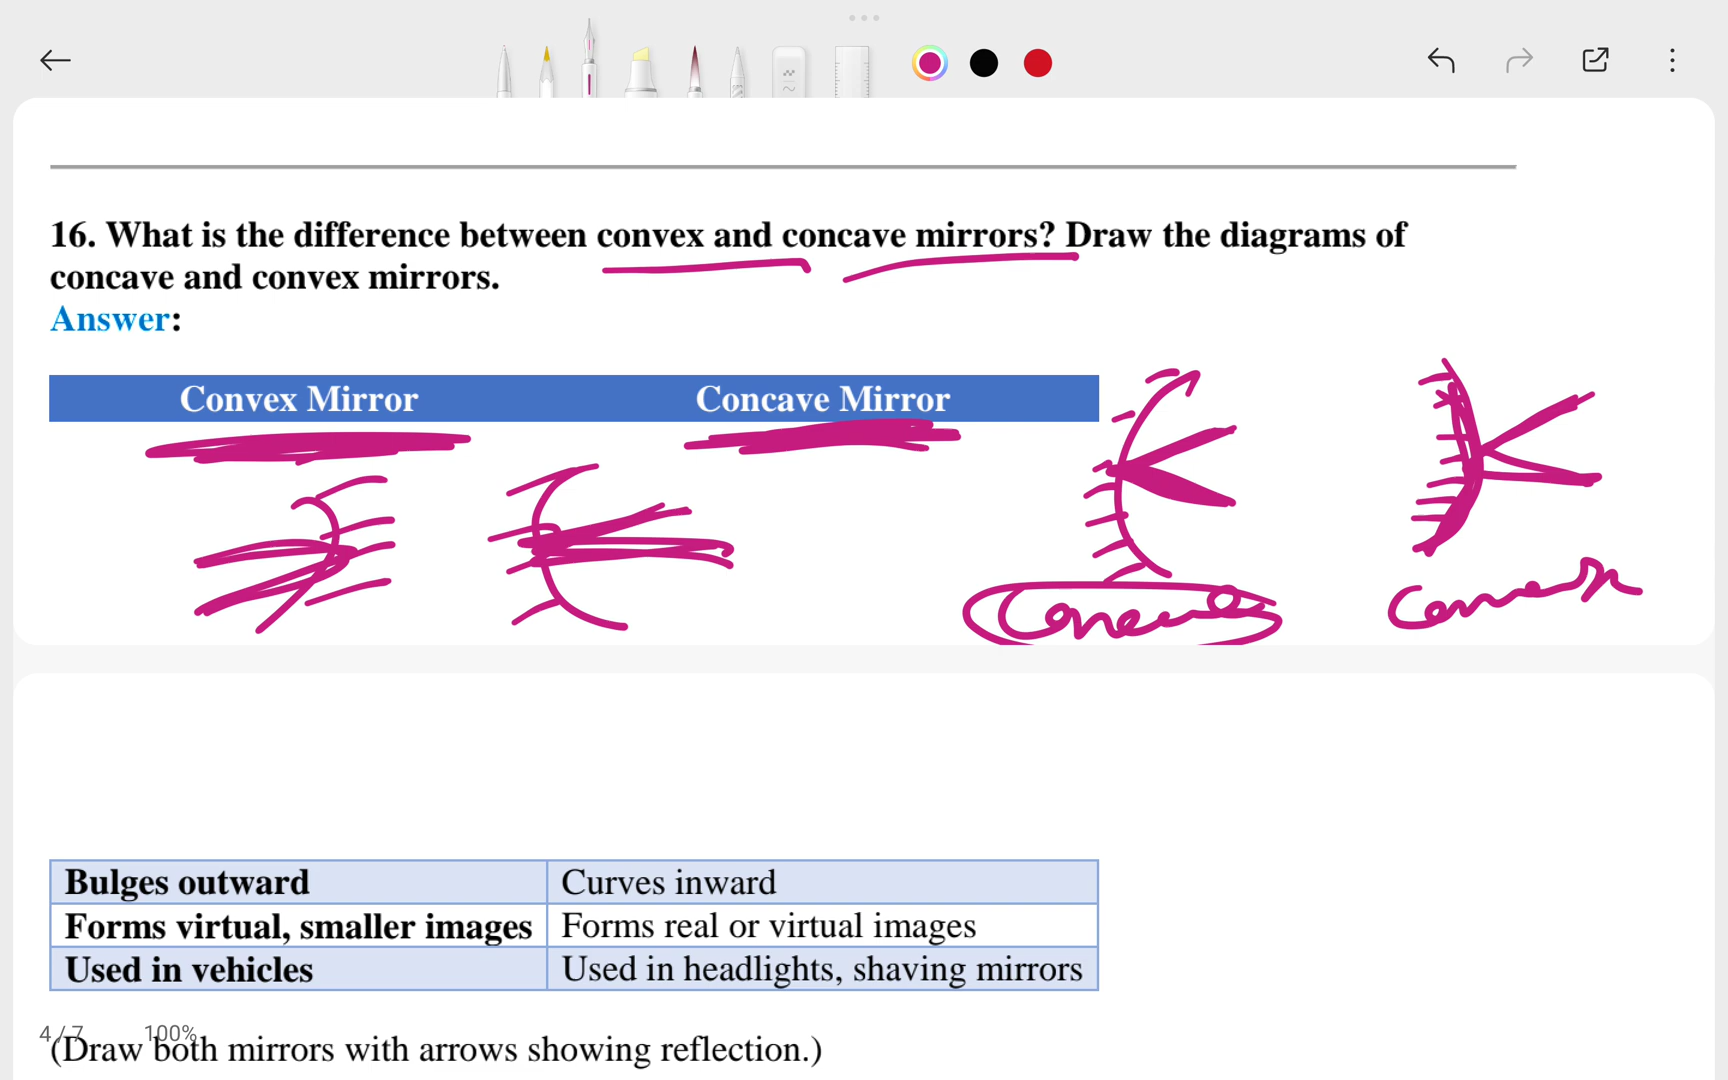 16. What is the difference between convex and concave mirrors? Draw the diagrams of
concave and convex mirrors.
Answer:
Convex Mirror Concave Mirror
Bulges outward Curves inward
Forms virtual, smaller images Forms real or virtual images
Used in vehicles Used in headlights, shaving mirrors
4 / 7 100%
(Draw both mirrors with arrows showing reflection.)